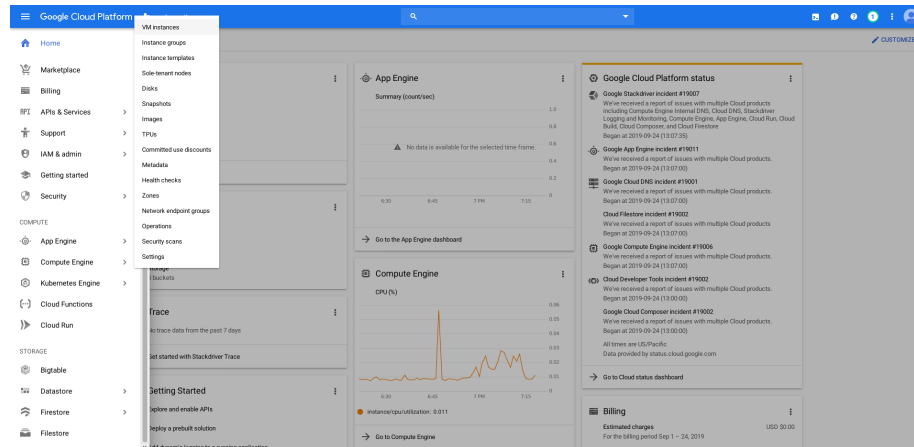 Google Cloud Platform
1
CUSTOMIZE
Home
Marketplace
Billing
API APIs & Services
Support
IAM & admin
Getting started
Security
COMPUTE
App Engine
Compute Engine
Kubernetes Engine
Cloud Functions
Cloud Run
STORAGE
Bigtable
Datastore
Firestore
Filestore
VM instances
Instance groups
Instance templates
Sole-tenant nodes
Disks
Snapshots
Images
TPUs
Committed use discounts
Metadata
Health checks
Zones
Network endpoint groups
Operations
Security scans
Settings
buckets
Trace
No trace data from the past 7 days
Get started with Stackdriver Trace
Getting Started
Explore and enable APIs
Deploy a prebuilt solution
App Engine
Summary (count/sec)
1.0
0.8
No data is available for the selected time frame.
0.6
0.4
0.2
0
6:30 6:45 7 PM 7:15
Go to the App Engine dashboard
Compute Engine
CPU (%)
0.06
0.05
0.04
0.03
0.02
0.01
0
6:30 6:45 7 PM 7:15
instance/cpu/utilization: 0.011
Go to Compute Engine
Google Cloud Platform status
Google Stackdriver incident #19007
We've received a report of issues with multiple Cloud products
including Compute Engine Internal DNS, Cloud DNS, Stackdriver
Logging and Monitoring, Compute Engine, App Engine, Cloud Run, Cloud
Build, Cloud Composer, and Cloud Firestore
Began at 2019-09-24 (13:07:35)
Google App Engine incident #19011
We've received a report of issues with multiple Cloud products.
Began at 2019-09-24 (13:07:00)
Google Cloud DNS incident #19001
We've received a report of issues with multiple Cloud products.
Began at 2019-09-24 (13:07:00)
Cloud Filestore incident #19002
We've received a report of issues with multiple Cloud products.
Began at 2019-09-24 (13:07:00)
Google Compute Engine incident #19006
We've received a report of issues with multiple Cloud products.
Began at 2019-09-24 (13:07:00)
Cloud Developer Tools incident #19002
We've received a report of issues with multiple Cloud products.
Began at 2019-09-24 (13:00:00)
Google Cloud Composer incident #19002
We've received a report of issues with multiple Cloud products.
Began at 2019-09-24 (13:00:00)
All times are US/Pacific
Data provided by status.cloud.google.com
Go to Cloud status dashboard
Billing
Estimated charges USD $0.00
For the billing period Sep 1 – 24, 2019